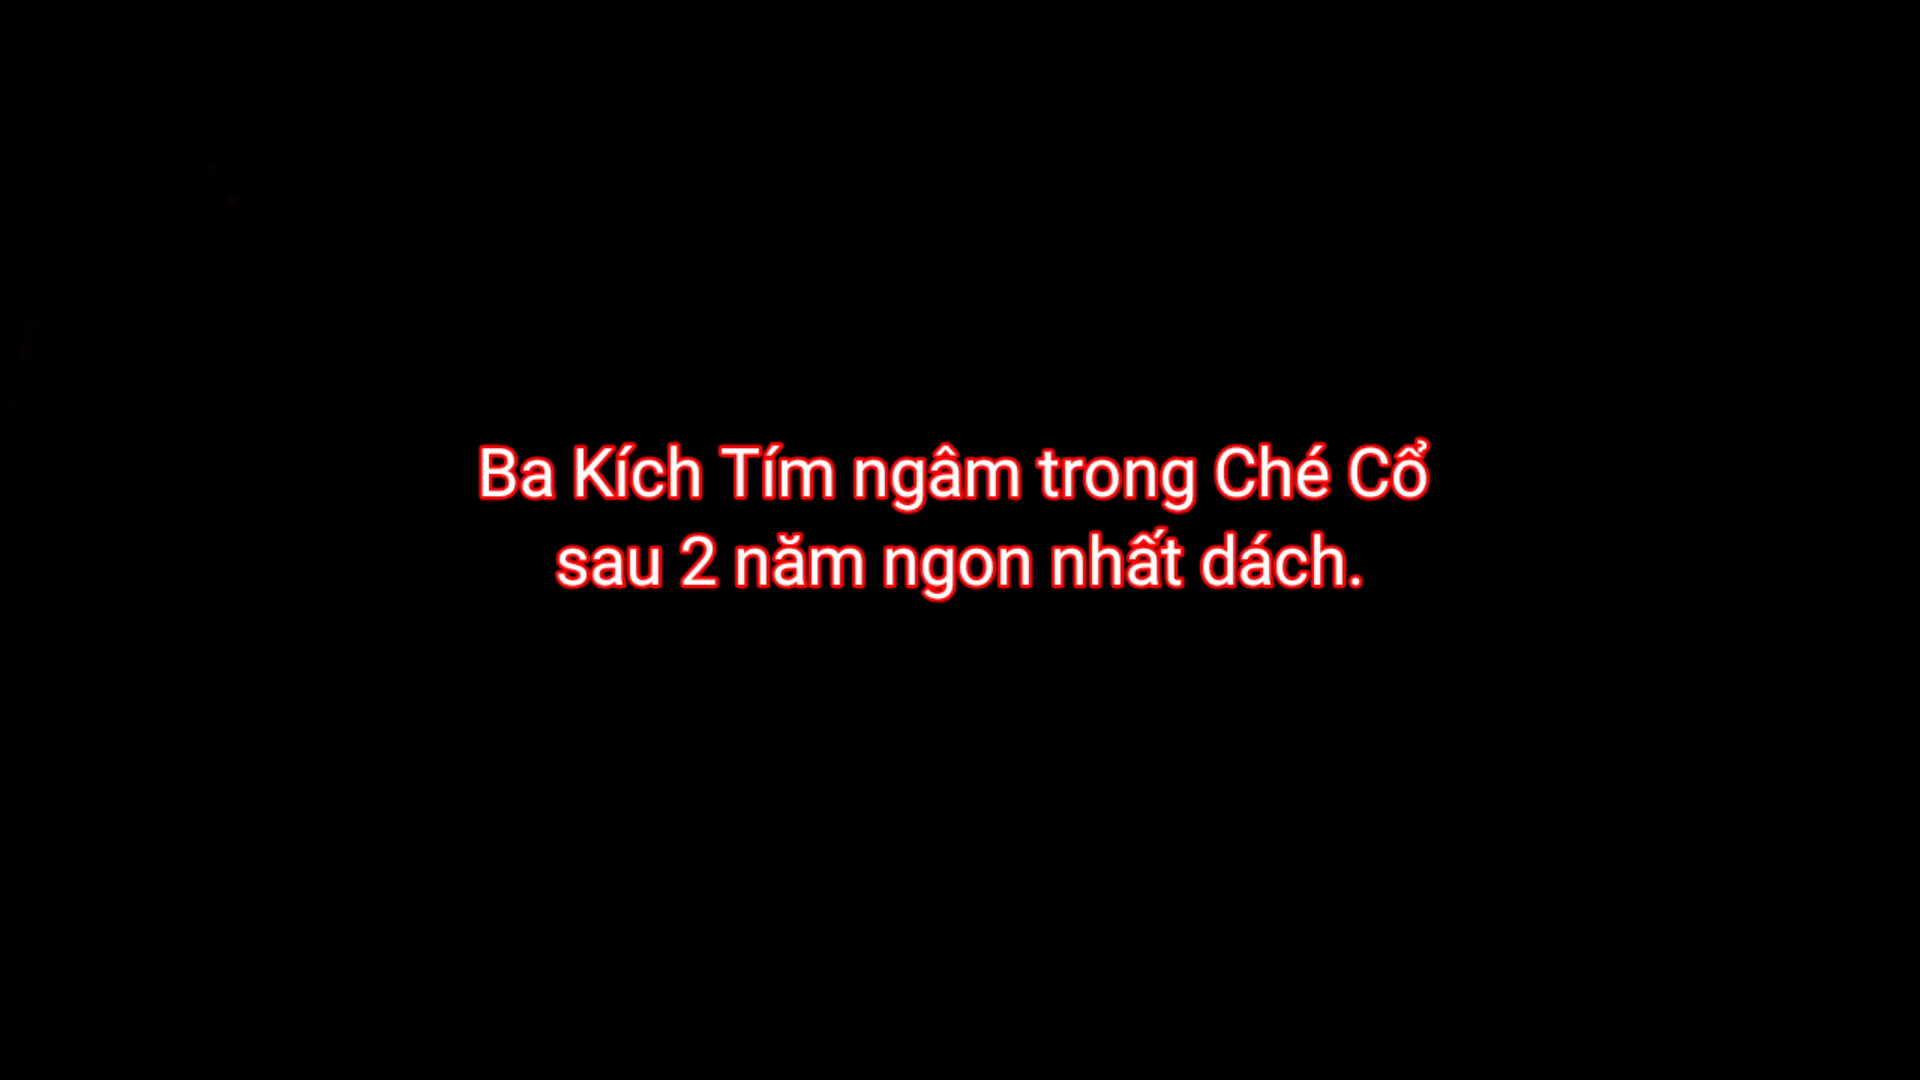 Ba Kích Tím ngâm trong Ché Cổ
sau 2 năm ngon nhất dách.